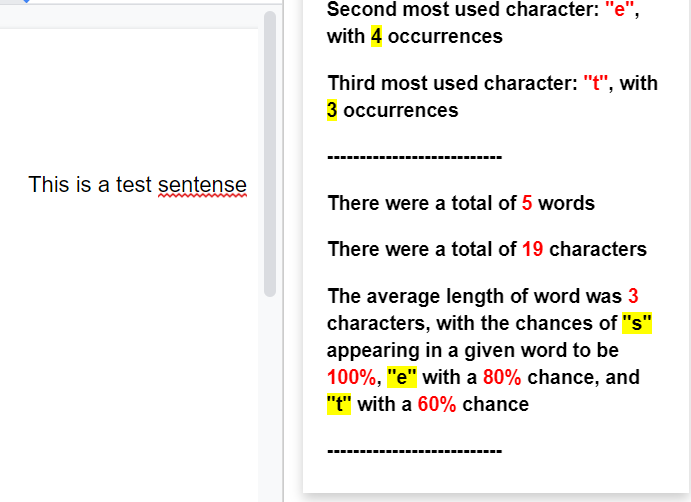 This is a test sentense
Second most used character: "e",
with 4 occurrences
Third most used character: "t", with
3 occurrences
---------------------------
There were a total of 5 words
There were a total of 19 characters
The average length of word was 3
characters, with the chances of "s"
appearing in a given word to be
100%, "e" with a 80% chance, and
"t" with a 60% chance
---------------------------